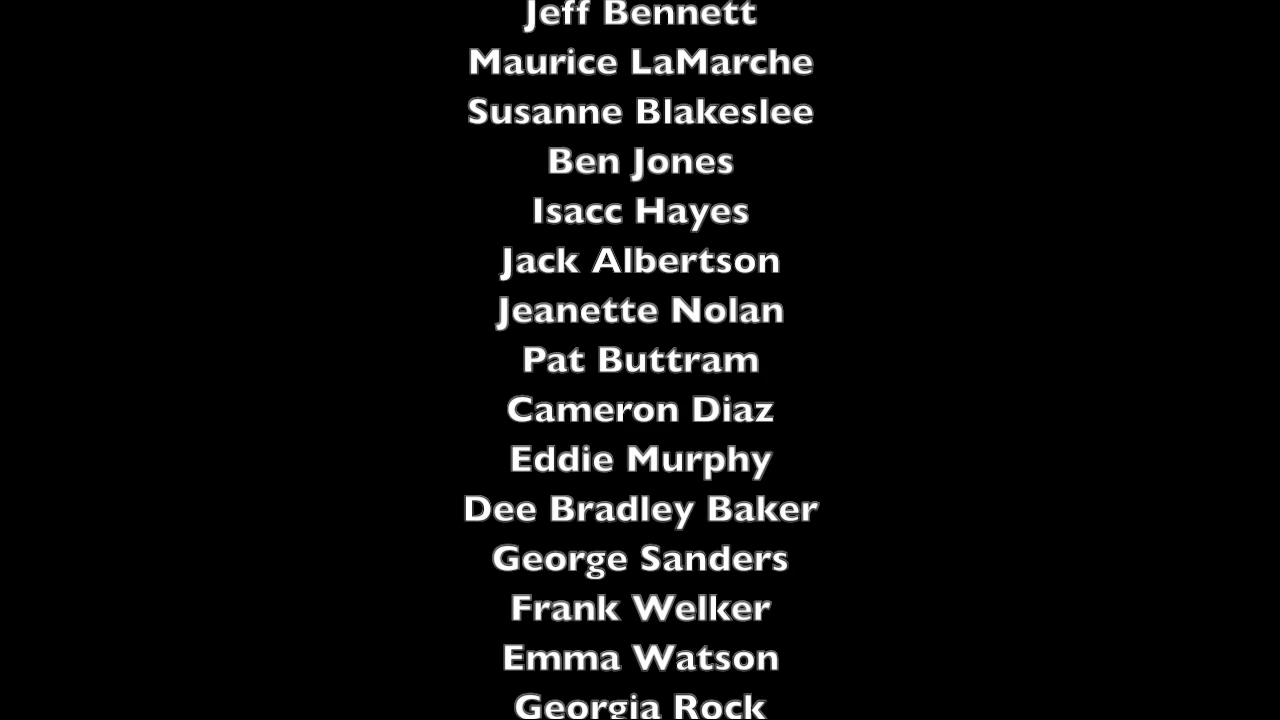 Jeff Bennett
Maurice LaMarche
Susanne Blakeslee
Ben Jones
Isacc Hayes
Jack Albertson
Jeanette Nolan
Pat Buttram
Cameron Diaz
Eddie Murphy
Dee Bradley Baker
George Sanders
Frank Welker
Emma Watson
Georgia Rock